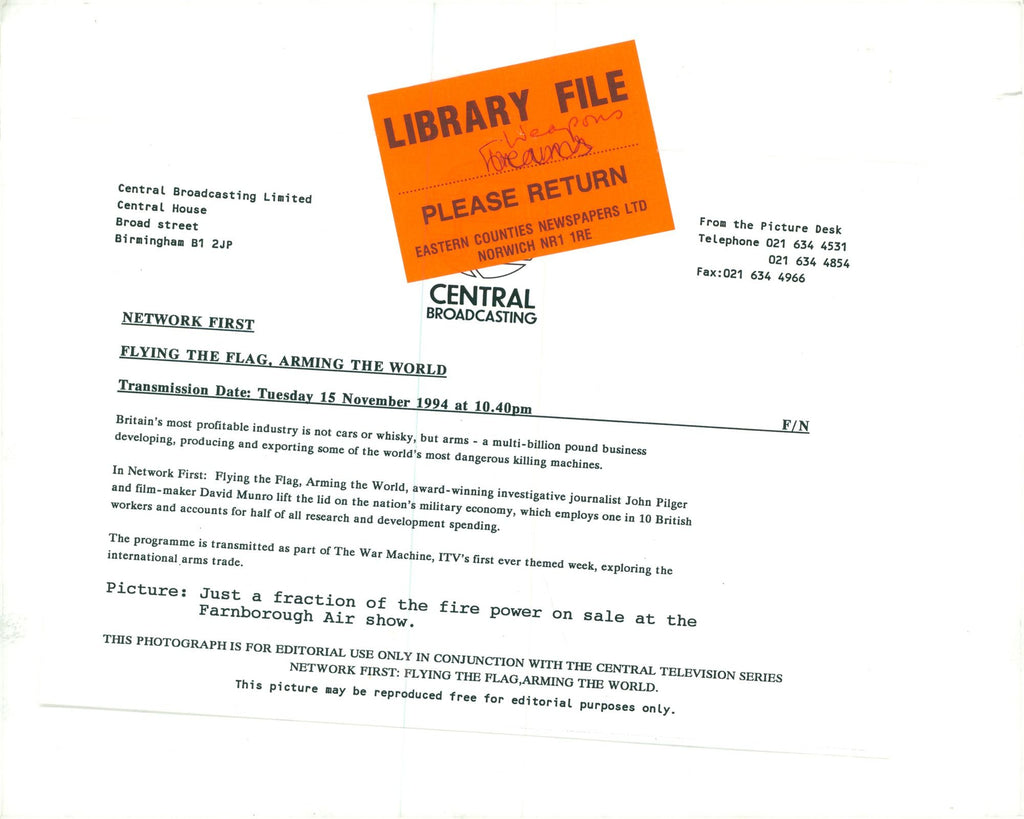 LIBRARY FILE
Weapons
Firearms
PLEASE RETURN
EASTERN COUNTIES NEWSPAPERS LTD
NORWICH NR1 1RE
Central Broadcasting Limited
Central House
Broad street
Birmingham B1 2JP
From the Picture Desk
Telephone 021 634 4531
021 634 4854
Fax:021 634 4966
CENTRAL
BROADCASTING
NETWORK FIRST
FLYING THE FLAG, ARMING THE WORLD
Transmission Date: Tuesday 15 November 1994 at 10.40pm F/N
Britain's most profitable industry is not cars or whisky, but arms - a multi-billion pound business
developing, producing and exporting some of the world's most dangerous killing machines.
In Network First: Flying the Flag, Arming the World, award-winning investigative journalist John Pilger
and film-maker David Munro lift the lid on the nation's military economy, which employs one in 10 British
workers and accounts for half of all research and development spending.
The programme is transmitted as part of The War Machine, ITV's first ever themed week, exploring the
international arms trade.
Picture: Just a fraction of the fire power on sale at the
Farnborough Air show.
THIS PHOTOGRAPH IS FOR EDITORIAL USE ONLY IN CONJUNCTION WITH THE CENTRAL TELEVISION SERIES
NETWORK FIRST: FLYING THE FLAG,ARMING THE WORLD.
This picture may be reproduced free for editorial purposes only.